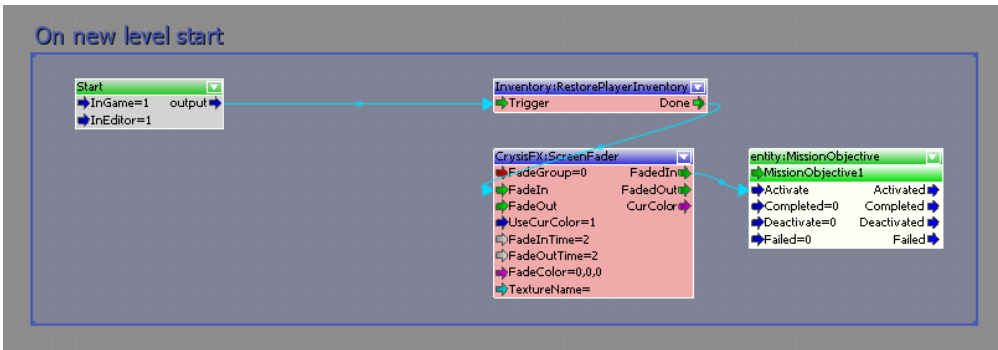 On new level start
Start
InGame=1 output
InEditor=1
Inventory:RestorePlayerInventory
Trigger Done
CrysisFX:ScreenFader
FadeGroup=0 FadedIn
FadeIn FadedOut
FadeOut CurColor
UseCurColor=1
FadeInTime=2
FadeOutTime=2
FadeColor=0,0,0
TextureName=
entity:MissionObjective
MissionObjective1
Activate Activated
Completed=0 Completed
Deactivate=0 Deactivated
Failed=0 Failed